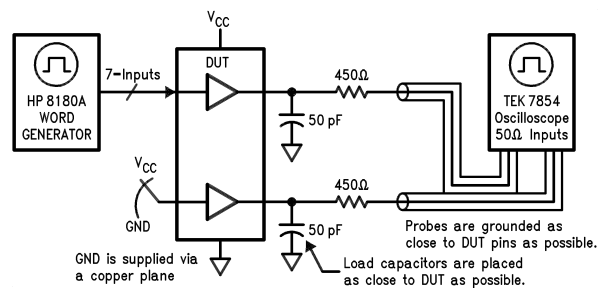 V_CC
DUT
HP 8180A
WORD
GENERATOR
7-Inputs
450Ω
50 pF
TEK 7854
Oscilloscope
50Ω Inputs
V_CC
GND
450Ω
50 pF
Probes are grounded as
close to DUT pins as possible.
GND is supplied via
a copper plane
Load capacitors are placed
as close to DUT as possible.